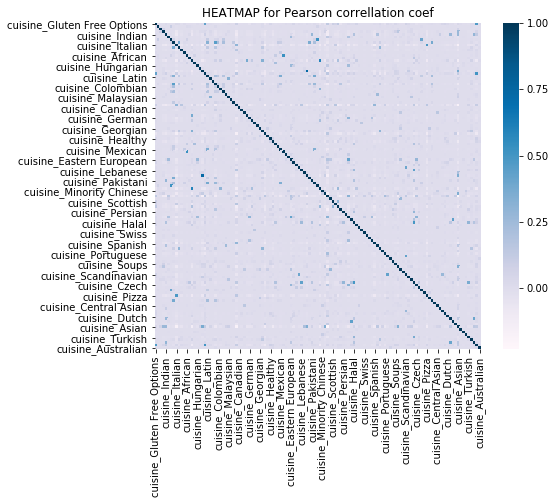 HEATMAP for Pearson correllation coef
cuisine_Gluten Free Options
cuisine_Indian
cuisine_Italian
cuisine_African
cuisine_Hungarian
cuisine_Latin
cuisine_Colombian
cuisine_Malaysian
cuisine_Canadian
cuisine_German
cuisine_Georgian
cuisine_Healthy
cuisine_Mexican
cuisine_Eastern European
cuisine_Lebanese
cuisine_Pakistani
cuisine_Minority Chinese
cuisine_Scottish
cuisine_Persian
cuisine_Halal
cuisine_Swiss
cuisine_Spanish
cuisine_Portuguese
cuisine_Soups
cuisine_Scandinavian
cuisine_Czech
cuisine_Pizza
cuisine_Central Asian
cuisine_Dutch
cuisine_Asian
cuisine_Turkish
cuisine_Australian
cuisine_Gluten Free Options
cuisine_Indian
cuisine_Italian
cuisine_African
cuisine_Hungarian
cuisine_Latin
cuisine_Colombian
cuisine_Malaysian
cuisine_Canadian
cuisine_German
cuisine_Georgian
cuisine_Healthy
cuisine_Mexican
cuisine_Eastern European
cuisine_Lebanese
cuisine_Pakistani
cuisine_Minority Chinese
cuisine_Scottish
cuisine_Persian
cuisine_Halal
cuisine_Swiss
cuisine_Spanish
cuisine_Portuguese
cuisine_Soups
cuisine_Scandinavian
cuisine_Czech
cuisine_Pizza
cuisine_Central Asian
cuisine_Dutch
cuisine_Asian
cuisine_Turkish
cuisine_Australian
1.00
0.75
0.50
0.25
0.00